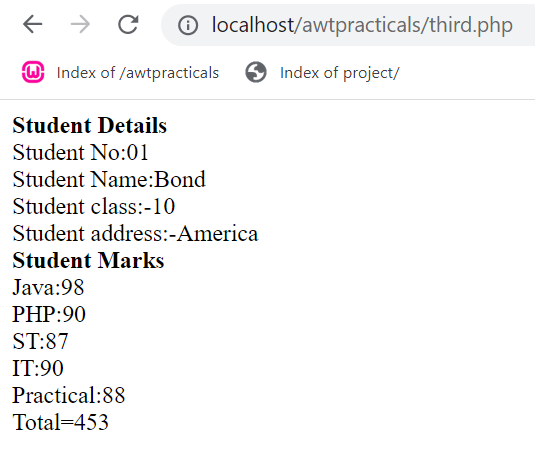 localhost/awtpracticals/third.php
Index of /awtpracticals
Index of project/
Student Details
Student No:01
Student Name:Bond
Student class:-10
Student address:-America
Student Marks
Java:98
PHP:90
ST:87
IT:90
Practical:88
Total=453